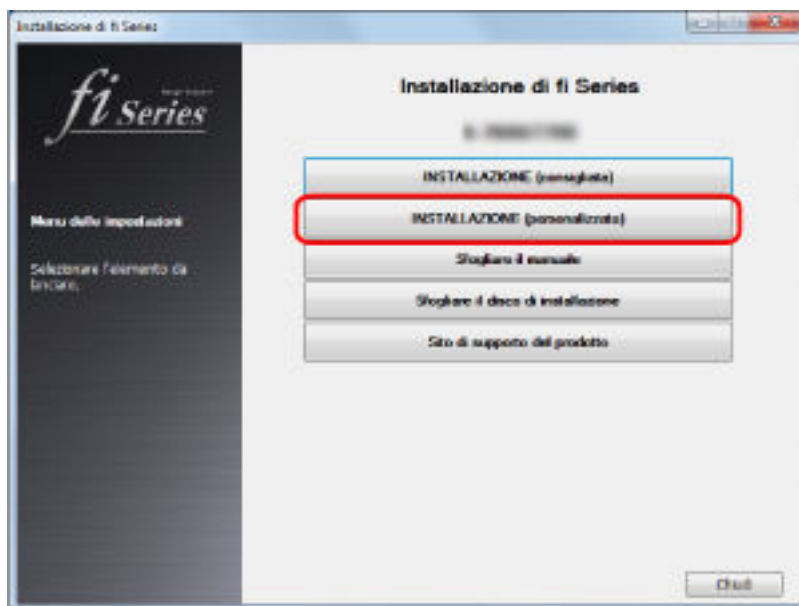 Installazione di fi Series
fi Series
Menu delle impostazioni
Selezionare l'elemento da
lanciare.
Installazione di fi Series
INSTALLAZIONE (consigliata)
INSTALLAZIONE (personalizzata)
Sfogliare il manuale
Sfogliare il disco di installazione
Sito di supporto del prodotto
Chiudi